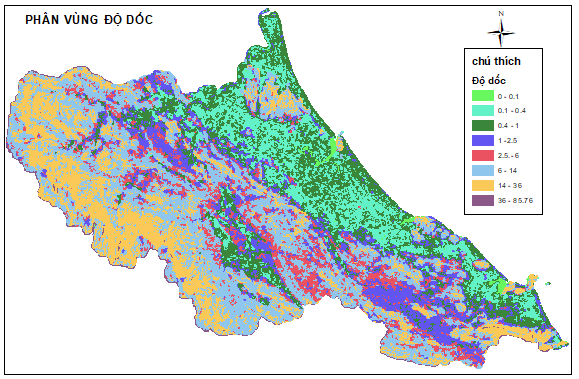 PHÂN VÙNG ĐỘ DỐC
N
chú thích
Độ dốc
0 - 0.1
0.1 - 0.4
0.4 - 1
1 -2.5
2.5 - 6
6 - 14
14 - 36
36 - 85.76